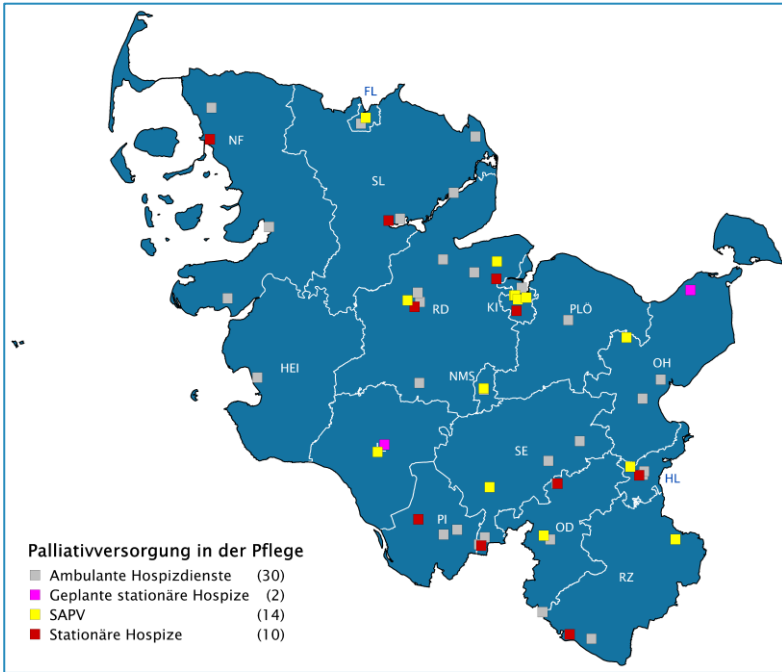 FL
NF
SL
KI
PLÖ
RD
OH
HEI
NMS
SE
HL
PI
OD
RZ
Palliativversorgung in der Pflege
Ambulante Hospizdienste (30)
Geplante stationäre Hospize (2)
SAPV (14)
Stationäre Hospize (10)